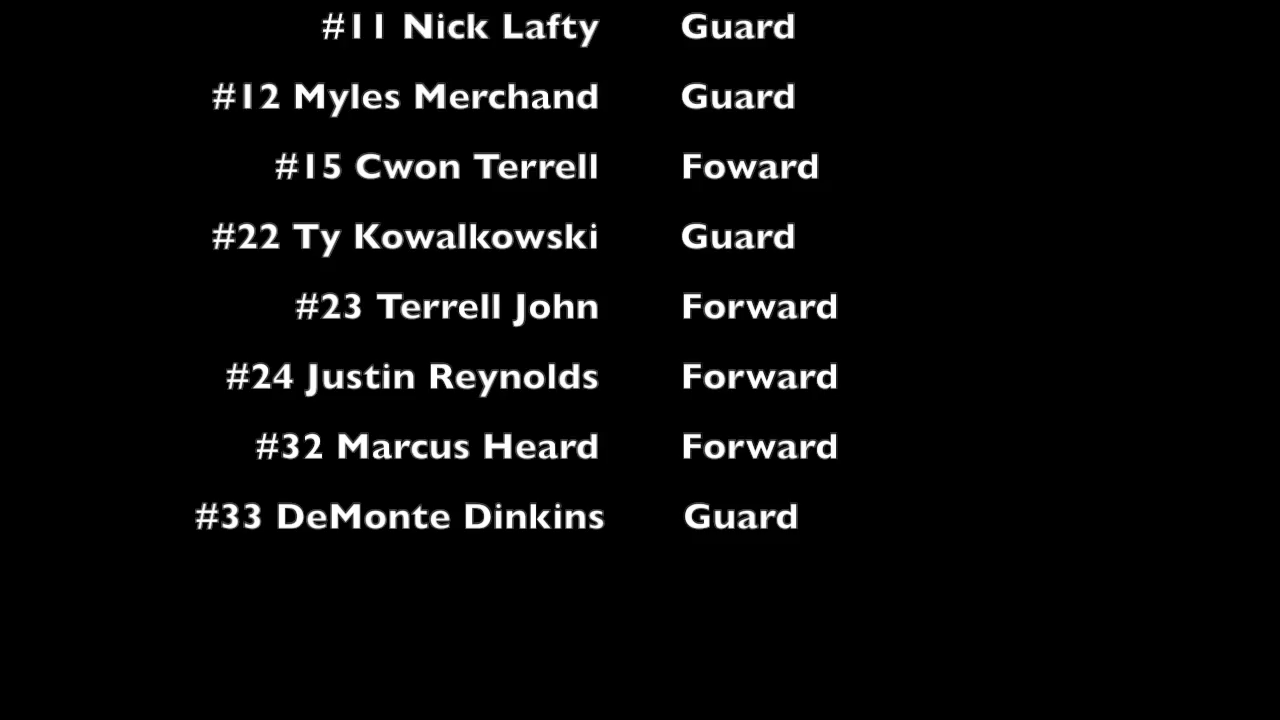 #11 Nick Lafty Guard
#12 Myles Merchand Guard
#15 Cwon Terrell Foward
#22 Ty Kowalkowski Guard
#23 Terrell John Forward
#24 Justin Reynolds Forward
#32 Marcus Heard Forward
#33 DeMonte Dinkins Guard